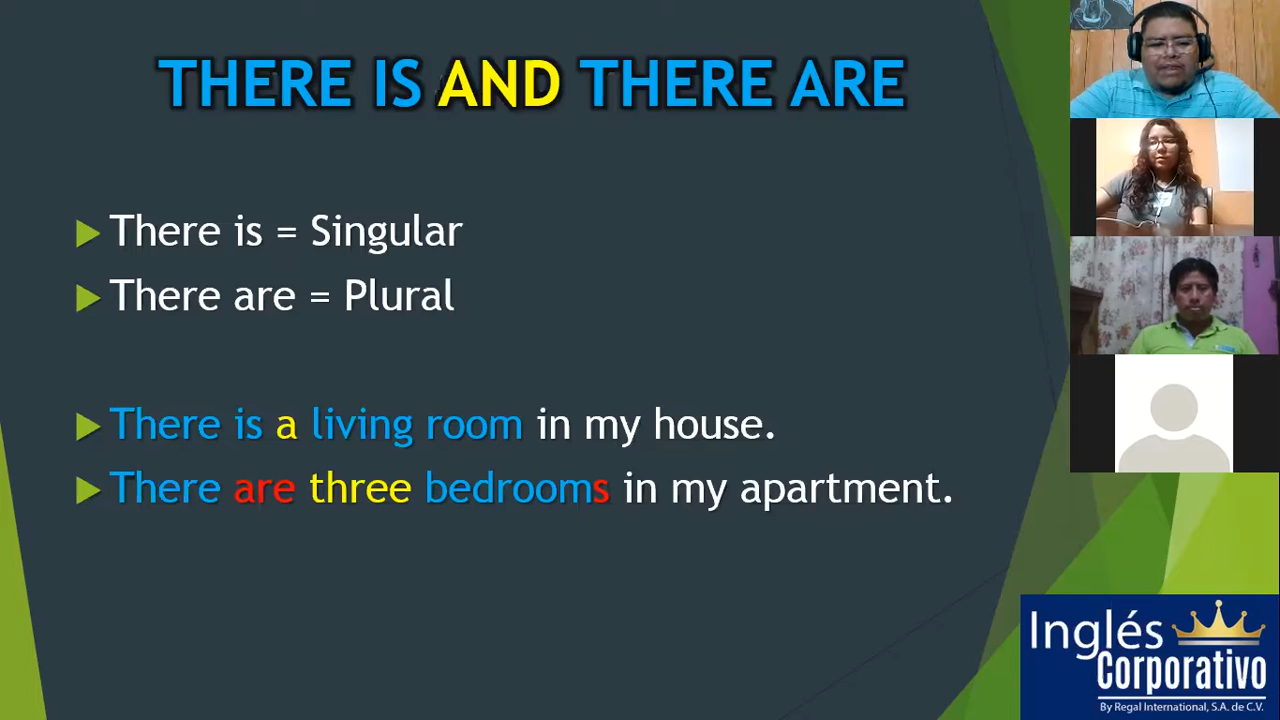 THERE IS AND THERE ARE
There is = Singular
There are = Plural
There is a living room in my house.
There are three bedrooms in my apartment.
Inglés
Corporativo
By Regal International, S.A. de C.V.